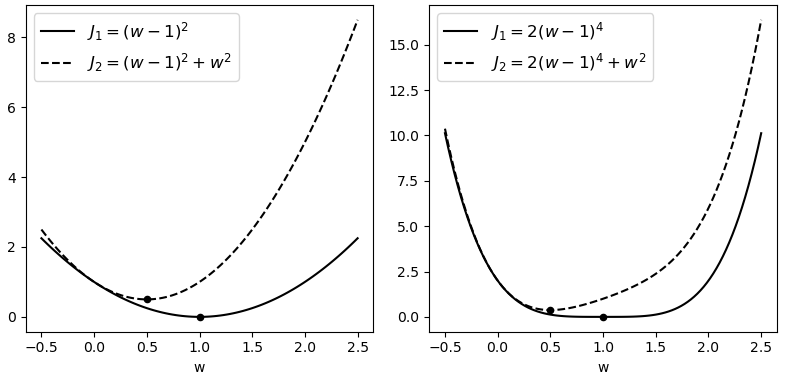 J₁ = (w − 1)²
J₂ = (w − 1)² + w²
8
6
4
2
0
−0.5 0.0 0.5 1.0 1.5 2.0 2.5
w
J₁ = 2(w − 1)⁴
J₂ = 2(w − 1)⁴ + w²
15.0
12.5
10.0
7.5
5.0
2.5
0.0
−0.5 0.0 0.5 1.0 1.5 2.0 2.5
w